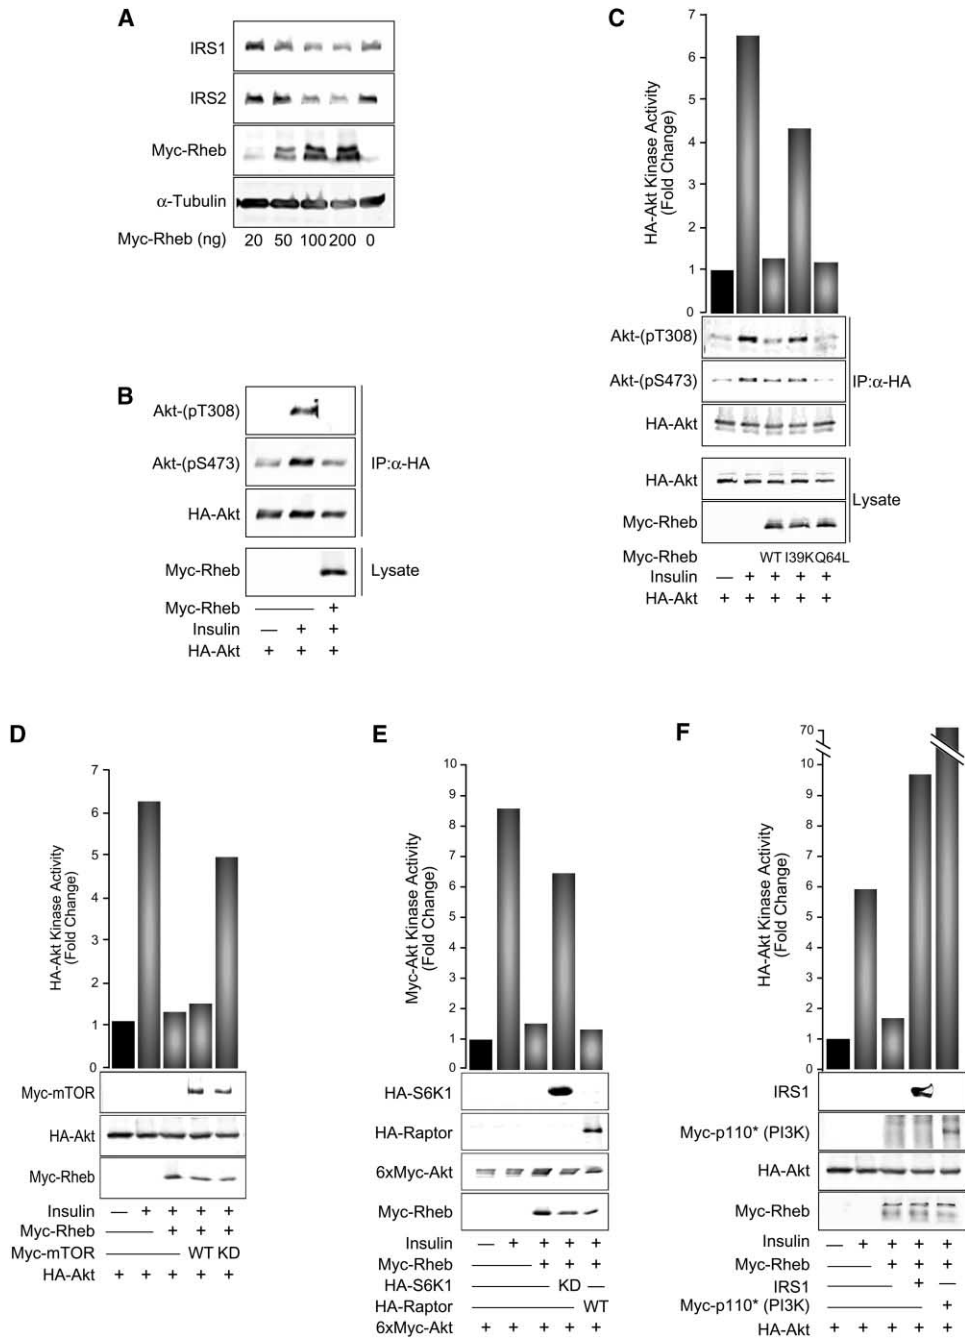 A
IRS1
IRS2
Myc-Rheb
α-Tubulin
Myc-Rheb (ng) 20 50 100 200 0
B
Akt-(pT308)
Akt-(pS473)
IP:α-HA
HA-Akt
Myc-Rheb
Lysate
Myc-Rheb — +
Insulin — + +
HA-Akt + + +
C
HA-Akt Kinase Activity
(Fold Change)
7
6
5
4
3
2
1
0
Akt-(pT308)
Akt-(pS473)
IP:α-HA
HA-Akt
HA-Akt
Lysate
Myc-Rheb
Myc-Rheb WT I39K Q64L
Insulin — + + + +
HA-Akt + + + + +
D
HA-Akt Kinase Activity
(Fold Change)
7
6
5
4
3
2
1
0
Myc-mTOR
HA-Akt
Myc-Rheb
Insulin — + + + +
Myc-Rheb — + + +
Myc-mTOR — WT KD
HA-Akt + + + + +
E
Myc-Akt Kinase Activity
(Fold Change)
10
9
8
7
6
5
4
3
2
1
0
HA-S6K1
HA-Raptor
6xMyc-Akt
Myc-Rheb
Insulin — + + + +
Myc-Rheb — + + +
HA-S6K1 — KD —
HA-Raptor — WT
6xMyc-Akt + + + + +
F
HA-Akt Kinase Activity
(Fold Change)
70
10
9
8
7
6
5
4
3
2
1
0
IRS1
Myc-p110* (PI3K)
HA-Akt
Myc-Rheb
Insulin — + + + +
Myc-Rheb — + + +
IRS1 — + —
Myc-p110* (PI3K) — +
HA-Akt + + + + +